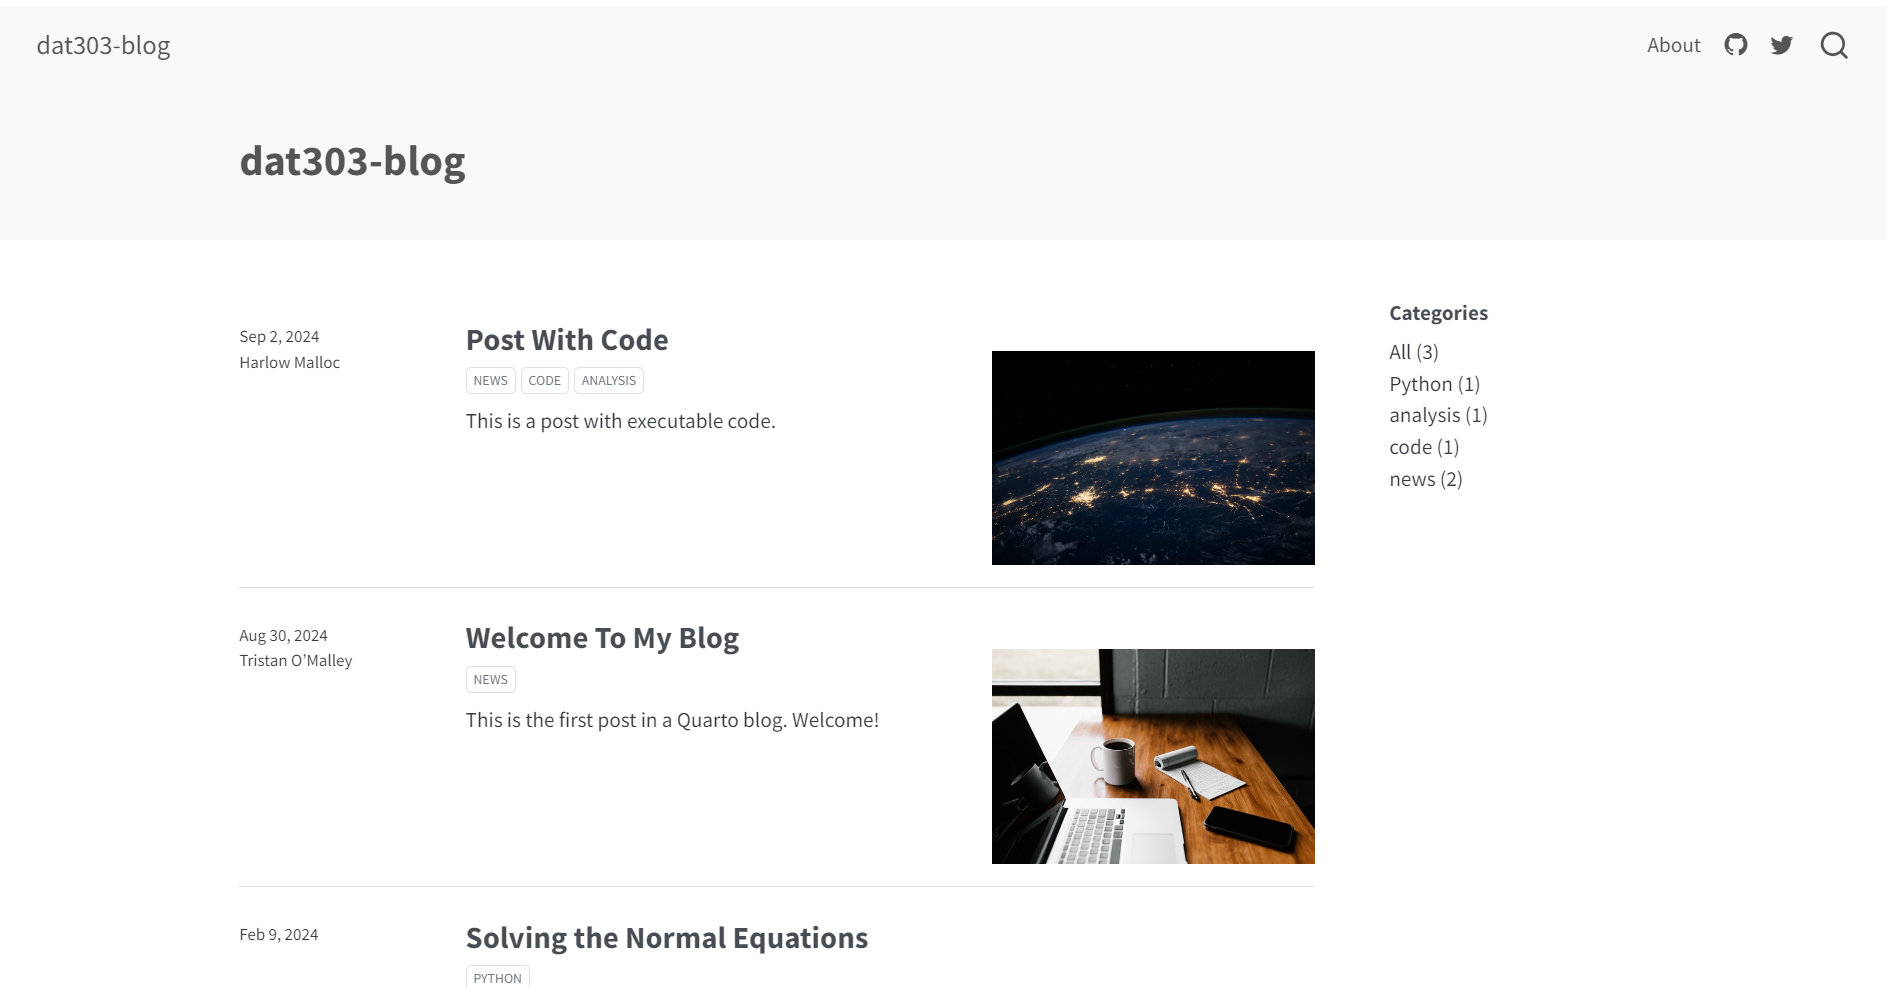 dat303-blog
About
dat303-blog
Sep 2, 2024
Harlow Malloc
Post With Code
NEWS CODE ANALYSIS
This is a post with executable code.
Categories
All (3)
Python (1)
analysis (1)
code (1)
news (2)
Aug 30, 2024
Tristan O’Malley
Welcome To My Blog
NEWS
This is the first post in a Quarto blog. Welcome!
Feb 9, 2024
Solving the Normal Equations
PYTHON